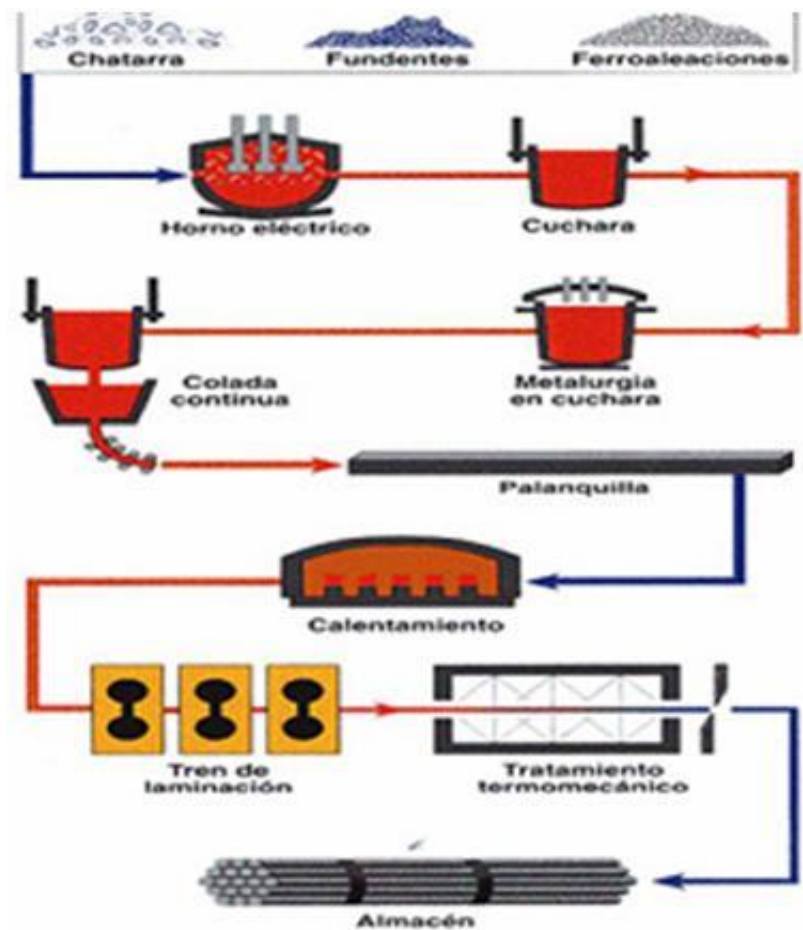 Chatarra
Fundentes
Ferroaleaciones
Horno eléctrico
Cuchara
Colada
continua
Metalurgia
en cuchara
Palanquilla
Calentamiento
Tren de
laminación
Tratamiento
termomecánico
Almacén